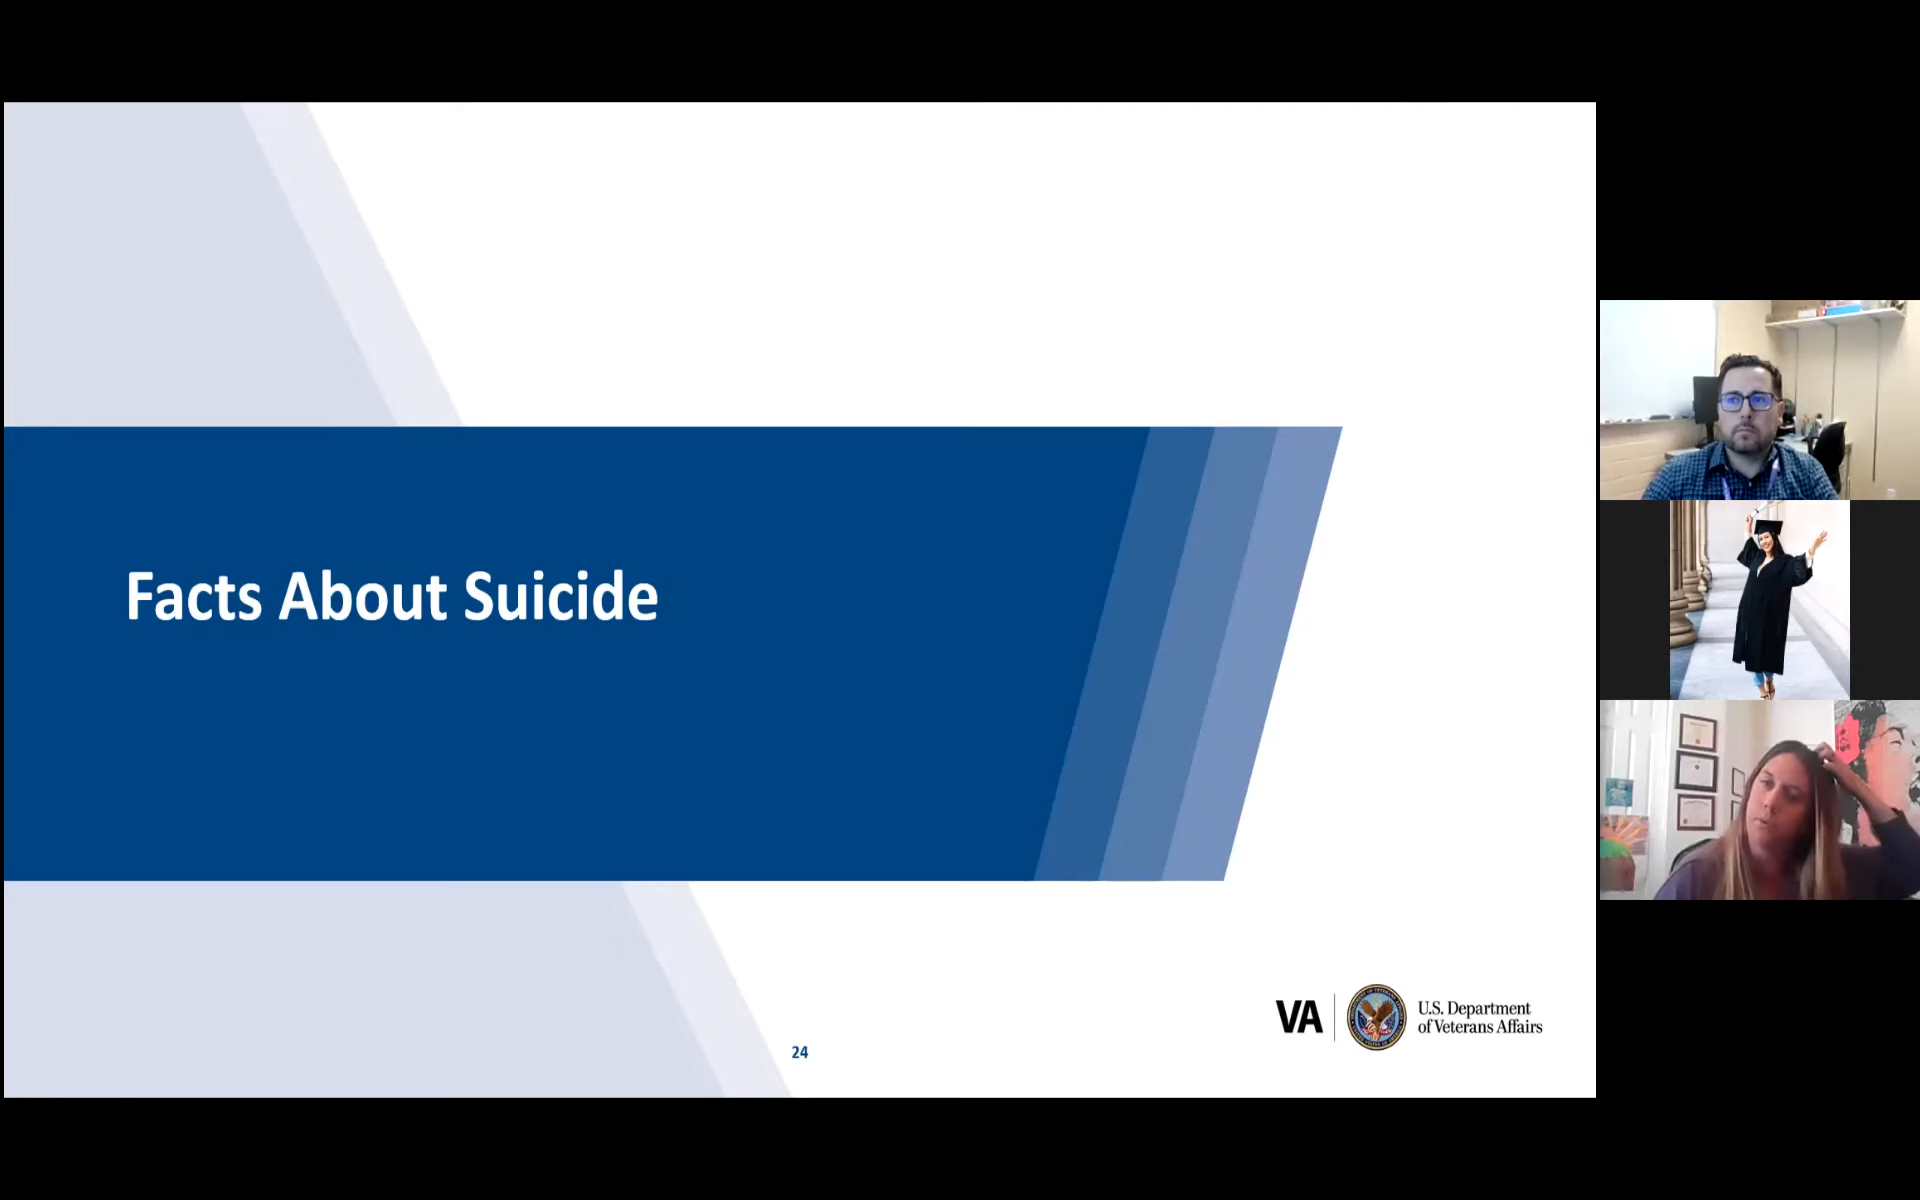 Facts About Suicide
VA
U.S. Department
of Veterans Affairs
24